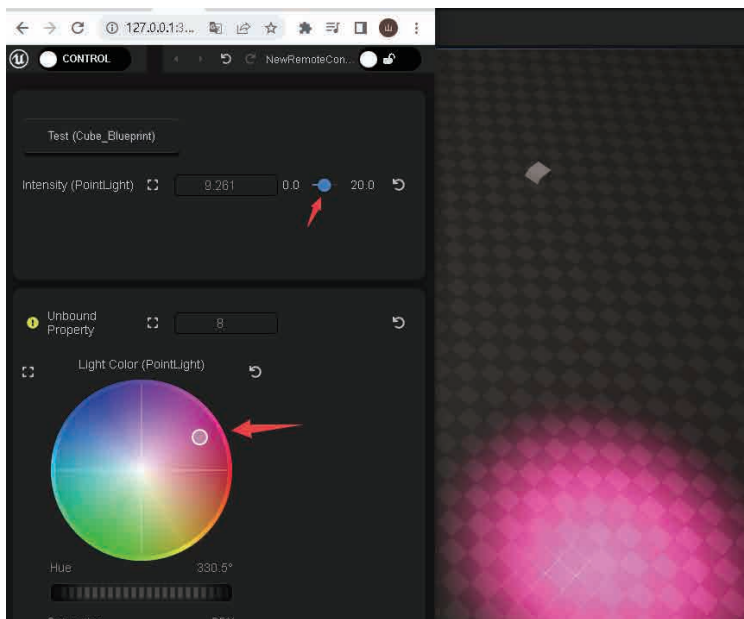 127.0.0.1:3...
CONTROL
NewRemoteCon...
Test (Cube_Blueprint)
Intensity (PointLight) 9.261 0.0 20.0
Unbound
Property
8
Light Color (PointLight)
Hue 330.5°